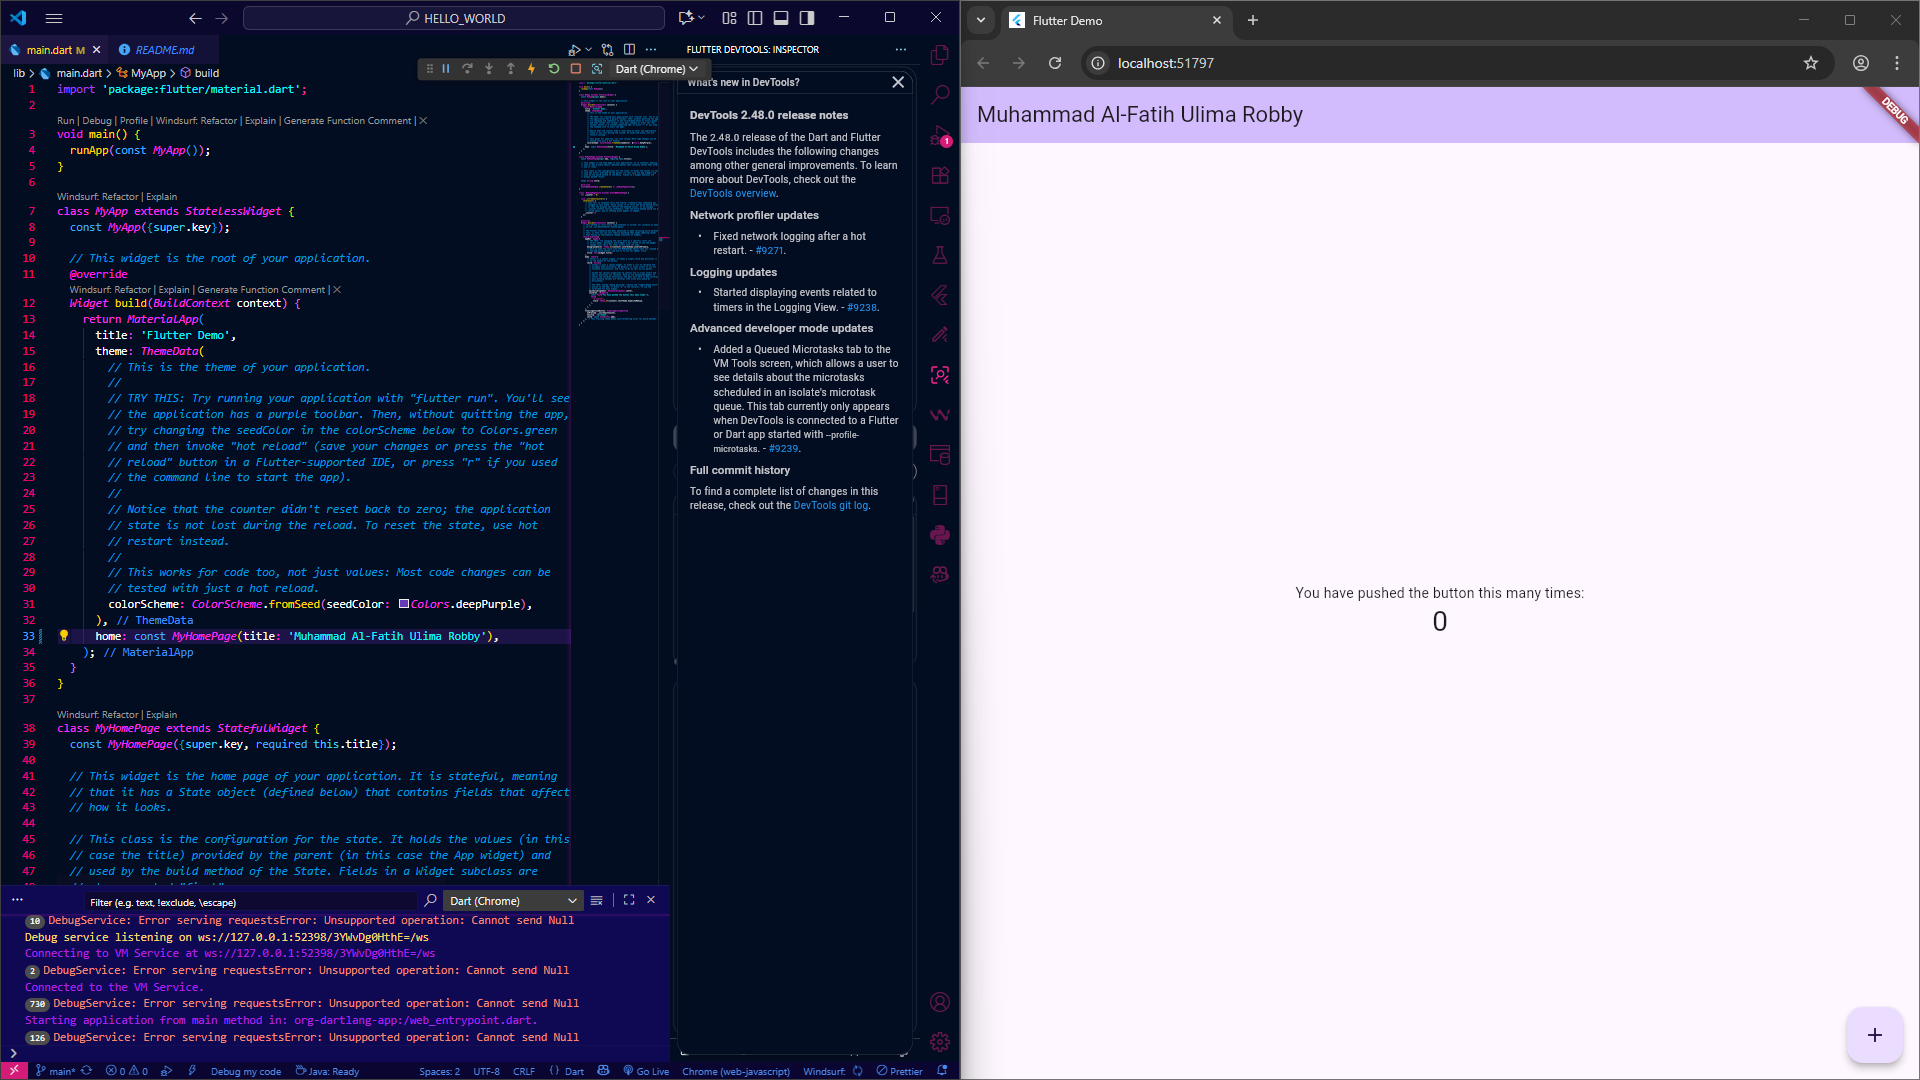 HELLO_WORLD
main.dart M
README.md
lib > main.dart > MyApp > build
Dart (Chrome)
1 import 'package:flutter/material.dart';
2
Run | Debug | Profile | Windsurf: Refactor | Explain | Generate Function Comment | ×
3 void main() {
4 runApp(const MyApp());
5 }
6
Windsurf: Refactor | Explain
7 class MyApp extends StatelessWidget {
8 const MyApp({super.key});
9
10 // This widget is the root of your application.
11 @override
Windsurf: Refactor | Explain | Generate Function Comment | ×
12 Widget build(BuildContext context) {
13 return MaterialApp(
14 title: 'Flutter Demo',
15 theme: ThemeData(
16 // This is the theme of your application.
17 //
18 // TRY THIS: Try running your application with "flutter run". You'll see
19 // the application has a purple toolbar. Then, without quitting the app,
20 // try changing the seedColor in the colorScheme below to Colors.green
21 // and then invoke "hot reload" (save your changes or press the "hot
22 // reload" button in a Flutter-supported IDE, or press "r" if you used
23 // the command line to start the app).
24 //
25 // Notice that the counter didn't reset back to zero; the application
26 // state is not lost during the reload. To reset the state, use hot
27 // restart instead.
28 //
29 // This works for code too, not just values: Most code changes can be
30 // tested with just a hot reload.
31 colorScheme: ColorScheme.fromSeed(seedColor: Colors.deepPurple),
32 ), // ThemeData
33 home: const MyHomePage(title: 'Muhammad Al-Fatih Ulima Robby'),
34 ); // MaterialApp
35 }
36 }
37
Windsurf: Refactor | Explain
38 class MyHomePage extends StatefulWidget {
39 const MyHomePage({super.key, required this.title});
40
41 // This widget is the home page of your application. It is stateful, meaning
42 // that it has a State object (defined below) that contains fields that affect
43 // how it looks.
44
45 // This class is the configuration for the state. It holds the values (in this
46 // case the title) provided by the parent (in this case the App widget) and
47 // used by the build method of the State. Fields in a Widget subclass are
Filter (e.g. text, !exclude, \escape)
Dart (Chrome)
10 DebugService: Error serving requestsError: Unsupported operation: Cannot send Null
Debug service listening on ws://127.0.0.1:52398/3YWvDg0HthE=/ws
Connecting to VM Service at ws://127.0.0.1:52398/3YWvDg0HthE=/ws
2 DebugService: Error serving requestsError: Unsupported operation: Cannot send Null
Connected to the VM Service.
730 DebugService: Error serving requestsError: Unsupported operation: Cannot send Null
Starting application from main method in: org-dartlang-app:/web_entrypoint.dart.
126 DebugService: Error serving requestsError: Unsupported operation: Cannot send Null
main* 0 0 Debug my code Java: Ready Spaces: 2 UTF-8 CRLF {} Dart Go Live Chrome (web-javascript) Windsurf: Prettier
FLUTTER DEVTOOLS: INSPECTOR
What's new in DevTools?
DevTools 2.48.0 release notes
The 2.48.0 release of the Dart and Flutter
DevTools includes the following changes
among other general improvements. To learn
more about DevTools, check out the
DevTools overview.
Network profiler updates
• Fixed network logging after a hot
restart. - #9271.
Logging updates
• Started displaying events related to
timers in the Logging View. - #9238.
Advanced developer mode updates
• Added a Queued Microtasks tab to the
VM Tools screen, which allows a user to
see details about the microtasks
scheduled in an isolate's microtask
queue. This tab currently only appears
when DevTools is connected to a Flutter
or Dart app started with --profile-
microtasks. - #9239.
Full commit history
To find a complete list of changes in this
release, check out the DevTools git log.
1
Flutter Demo
localhost:51797
Muhammad Al-Fatih Ulima Robby
DEBUG
You have pushed the button this many times:
0
+